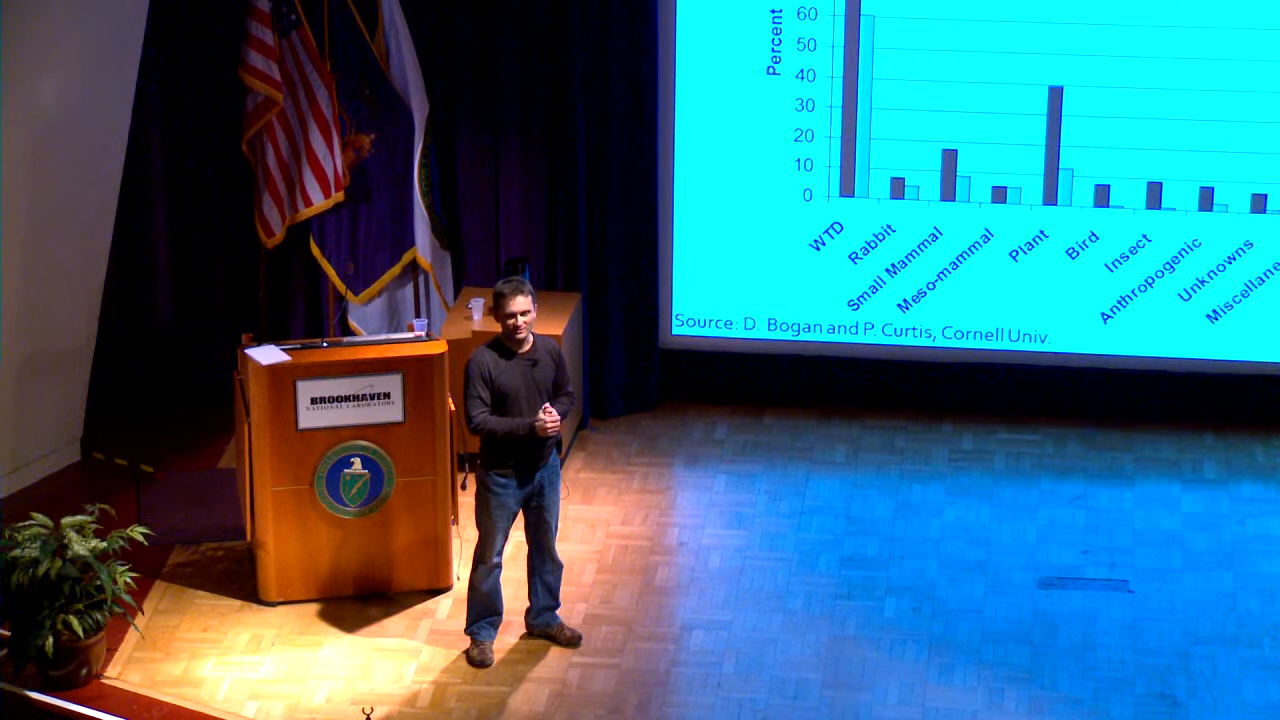 Percent
60
50
40
30
20
10
0
WTD
Rabbit
Small Mammal
Meso-mammal
Plant
Bird
Insect
Anthropogenic
Unknowns
Miscellane
Source: D. Bogan and P. Curtis, Cornell Univ.
BROOKHAVEN
NATIONAL LABORATORY